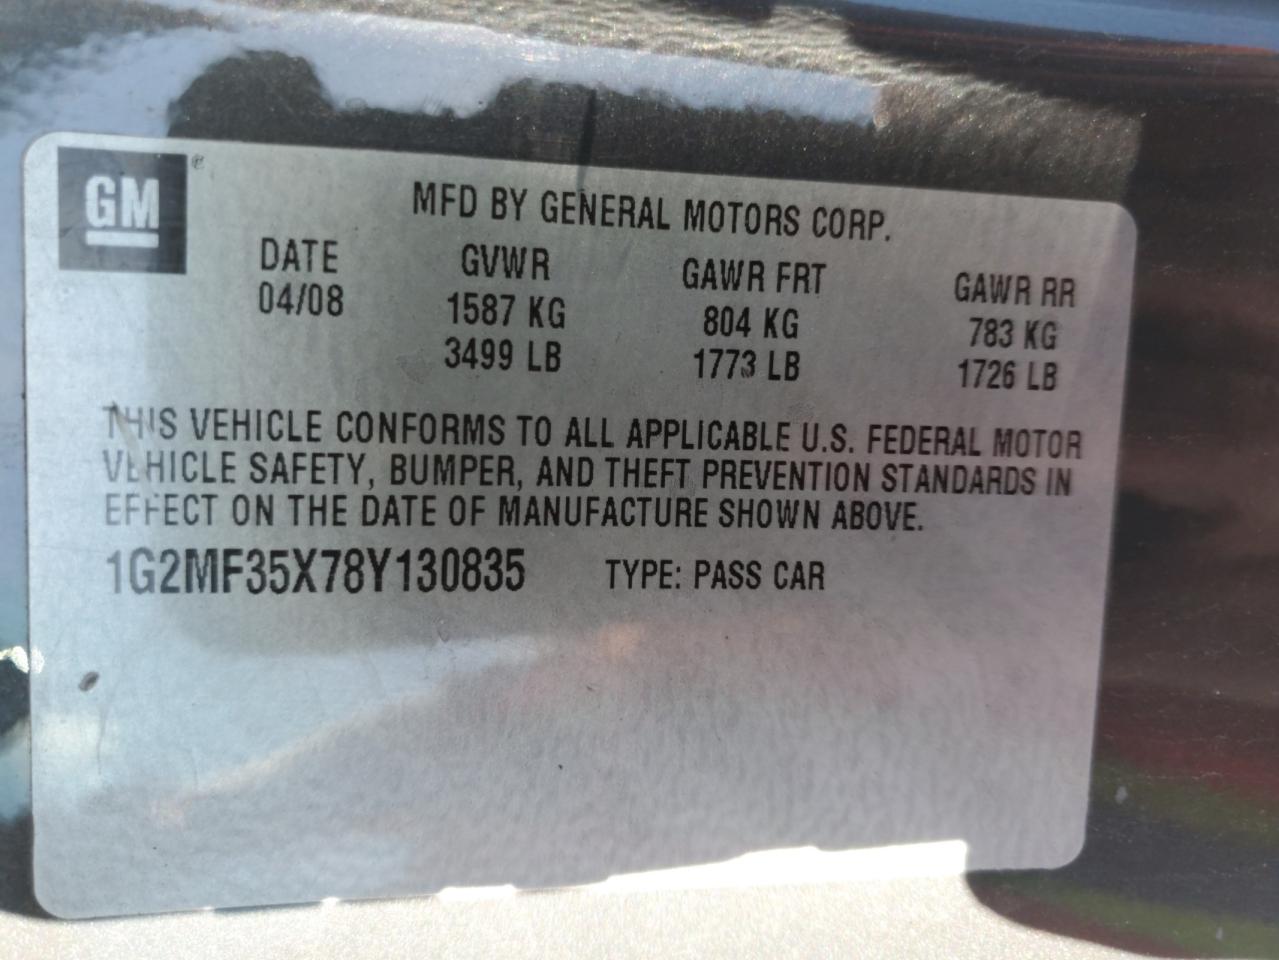 GM
MFD BY GENERAL MOTORS CORP.
DATE GVWR GAWR FRT GAWR RR
04/08 1587 KG 804 KG 783 KG
3499 LB 1773 LB 1726 LB
THIS VEHICLE CONFORMS TO ALL APPLICABLE U.S. FEDERAL MOTOR
VEHICLE SAFETY, BUMPER, AND THEFT PREVENTION STANDARDS IN
EFFECT ON THE DATE OF MANUFACTURE SHOWN ABOVE.
1G2MF35X78Y130835 TYPE: PASS CAR